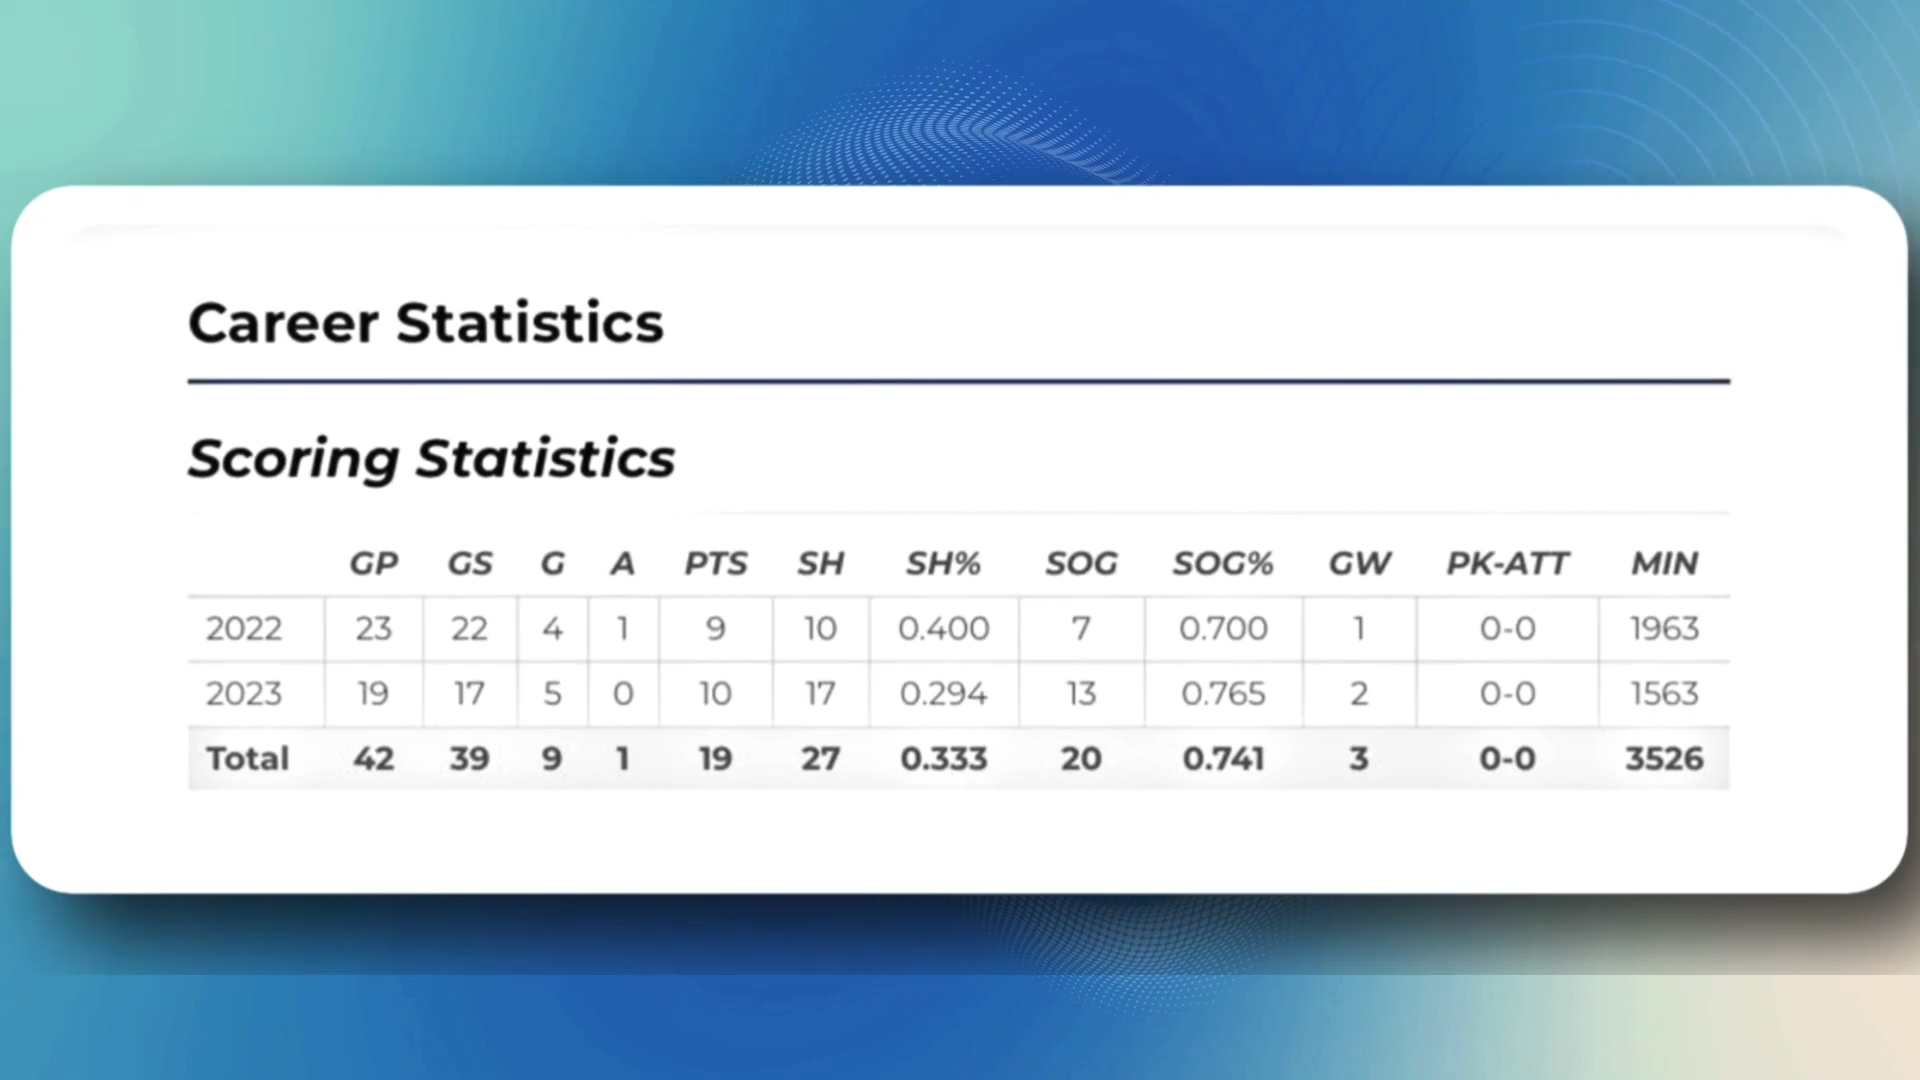 Career Statistics
Scoring Statistics
GP GS G A PTS SH SH% SOG SOG% GW PK-ATT MIN
2022 23 22 4 1 9 10 0.400 7 0.700 1 0-0 1963
2023 19 17 5 0 10 17 0.294 13 0.765 2 0-0 1563
Total 42 39 9 1 19 27 0.333 20 0.741 3 0-0 3526